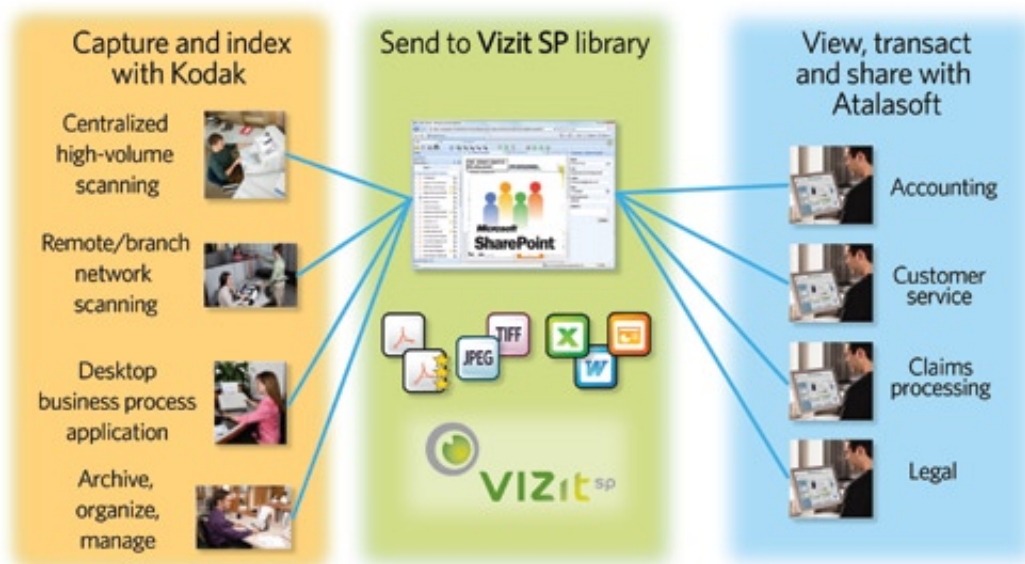 Capture and index
with Kodak
Centralized
high-volume
scanning
Remote/branch
network
scanning
Desktop
business process
application
Archive,
organize,
manage
Send to Vizit SP library
Microsoft
SharePoint
TIFF
JPEG
X
W
VIZit sp
View, transact
and share with
Atalasoft
Accounting
Customer
service
Claims
processing
Legal